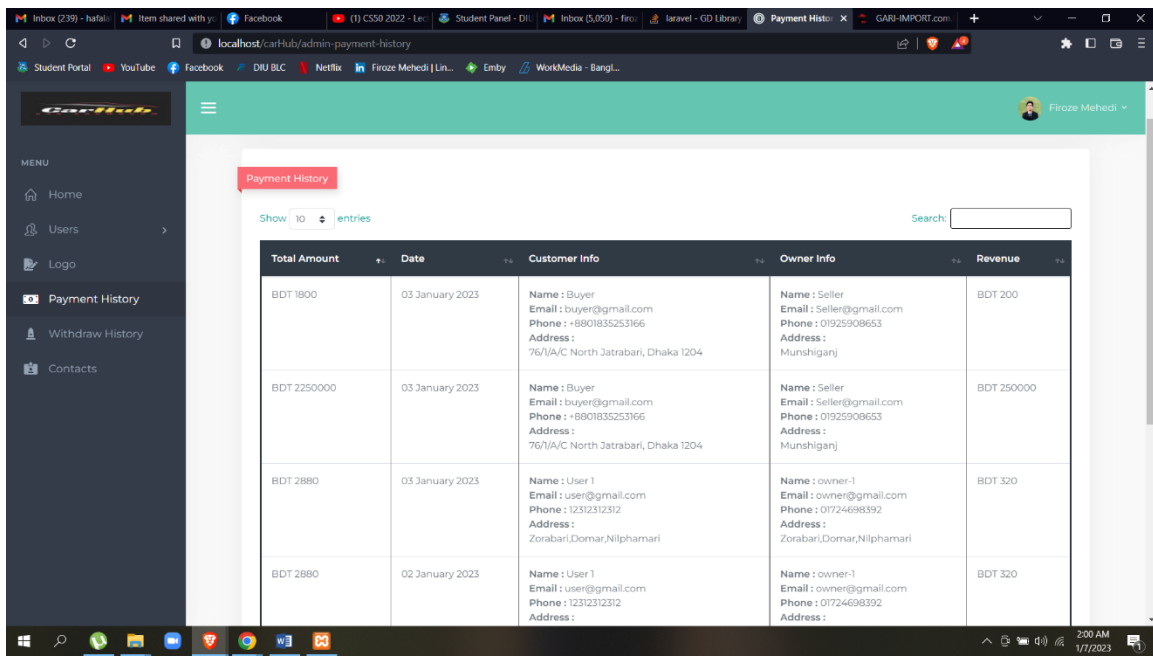 Inbox (239) - hafala
Item shared with yo
Facebook
(1) CS50 2022 - Lec
Student Panel - DIU
Inbox (5,050) - firoz
laravel - GD Library
Payment Histor
GARI-IMPORT.com
localhost/carHub/admin-payment-history
Student Portal
YouTube
Facebook
DIU BLC
Netflix
Firoze Mehedi | Lin...
Emby
WorkMedia - Bangl...
CarHub
Firoze Mehedi
MENU
Home
Users
Logo
Payment History
Withdraw History
Contacts
Payment History
Show 10 entries
Search:
Total Amount Date Customer Info Owner Info Revenue
BDT 1800 03 January 2023 Name : Buyer Name : Seller BDT 200
Email : buyer@gmail.com Email : Seller@gmail.com
Phone : +8801835253166 Phone : 01925908653
Address : Address :
76/1/A/C North Jatrabari, Dhaka 1204 Munshiganj
BDT 2250000 03 January 2023 Name : Buyer Name : Seller BDT 250000
Email : buyer@gmail.com Email : Seller@gmail.com
Phone : +8801835253166 Phone : 01925908653
Address : Address :
76/1/A/C North Jatrabari, Dhaka 1204 Munshiganj
BDT 2880 03 January 2023 Name : User 1 Name : owner-1 BDT 320
Email : user@gmail.com Email : owner@gmail.com
Phone : 12312312312 Phone : 01724698392
Address : Address :
Zorabari,Domar,Nilphamari Zorabari,Domar,Nilphamari
BDT 2880 02 January 2023 Name : User 1 Name : owner-1 BDT 320
Email : user@gmail.com Email : owner@gmail.com
Phone : 12312312312 Phone : 01724698392
Address : Address :
2:00 AM
1/7/2023